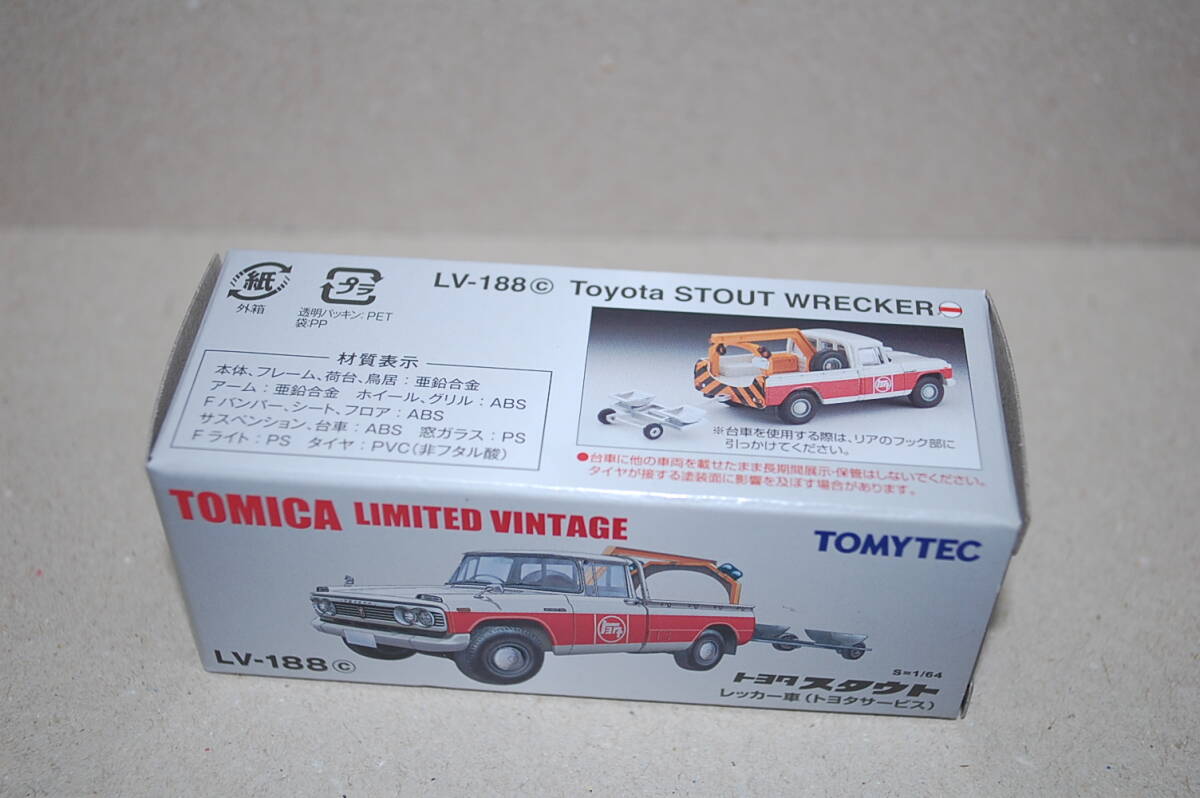 紙
外箱
プラ
透明パッキン:PET
袋:PP
LV-188ⓒ Toyota STOUT WRECKER
材質表示
本体、フレーム、荷台、鳥居:亜鉛合金
アーム:亜鉛合金 ホイール、グリル:ABS
Fバンパー、シート、フロア:ABS
サスペンション、台車:ABS 窓ガラス:PS
Fライト:PS タイヤ:PVC(非フタル酸)
トヨタ
※台車を使用する際は、リアのフック部に
引っかけてください。
●台車に他の車両を載せたまま長期間展示・保管はしないでください。
タイヤが接する塗装面に影響を及ぼす場合があります。
TOMICA LIMITED VINTAGE
TOMYTEC
トヨタ
LV-188ⓒ
S=1/64
トヨタ スタウト
レッカー車(トヨタサービス)